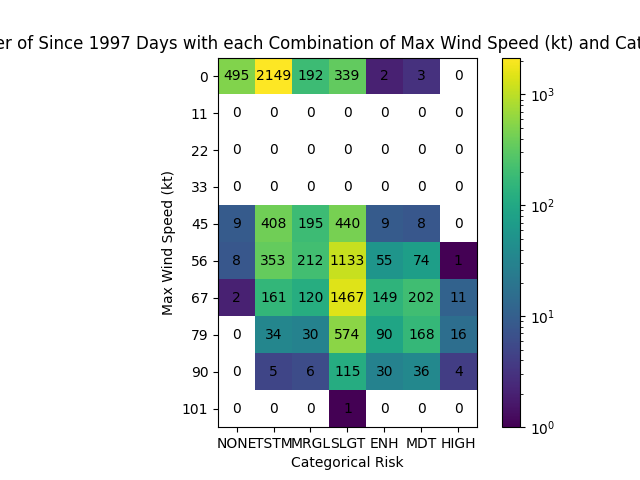 er of Since 1997 Days with each Combination of Max Wind Speed (kt) and Cat
0 495 2149 192 339 2 3 0
11 0 0 0 0 0 0 0
22 0 0 0 0 0 0 0
33 0 0 0 0 0 0 0
45 9 408 195 440 9 8 0
56 8 353 212 1133 55 74 1
67 2 161 120 1467 149 202 11
79 0 34 30 574 90 168 16
90 0 5 6 115 30 36 4
101 0 0 0 1 0 0 0
NONE TSTM MRGL SLGT ENH MDT HIGH
Categorical Risk
Max Wind Speed (kt)
10³
10²
10¹
10⁰